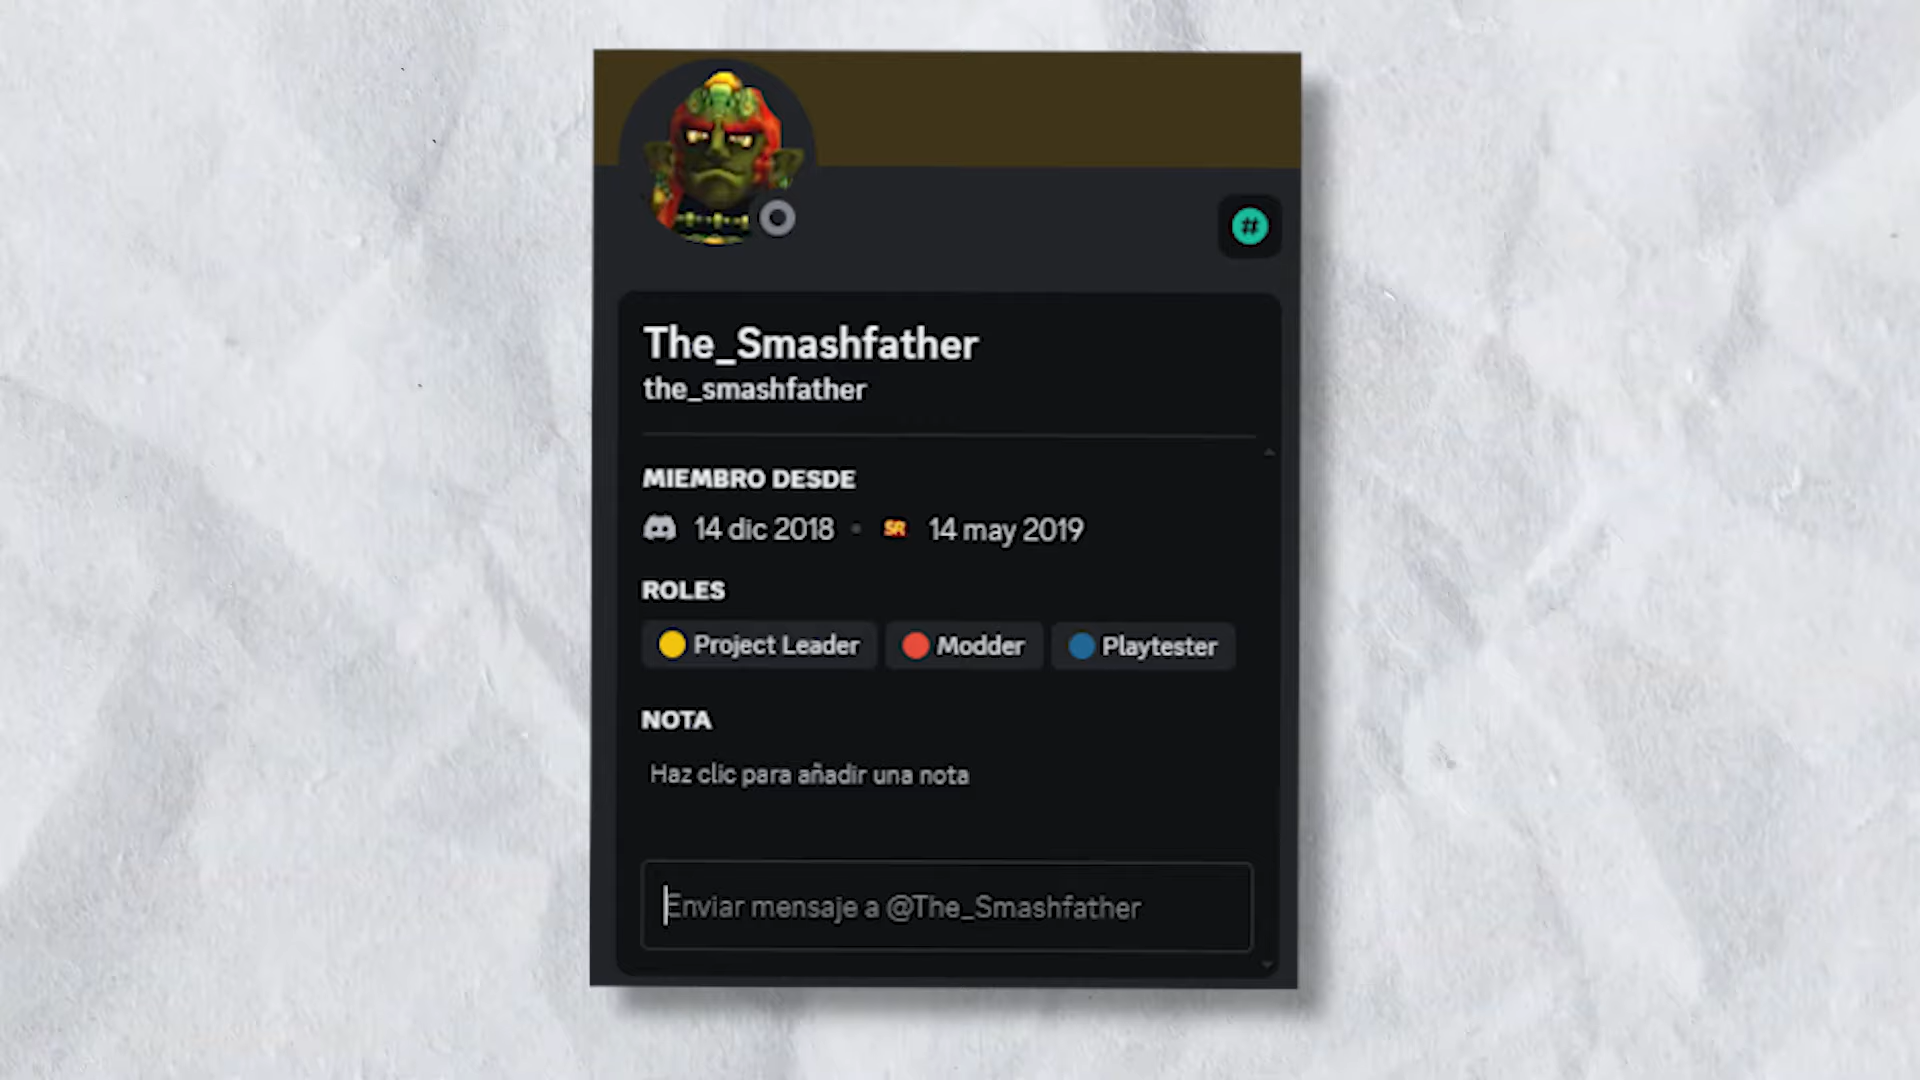 #
The_Smashfather
the_smashfather
MIEMBRO DESDE
14 dic 2018 • SR 14 may 2019
ROLES
Project Leader Modder Playtester
NOTA
Haz clic para añadir una nota
Enviar mensaje a @The_Smashfather